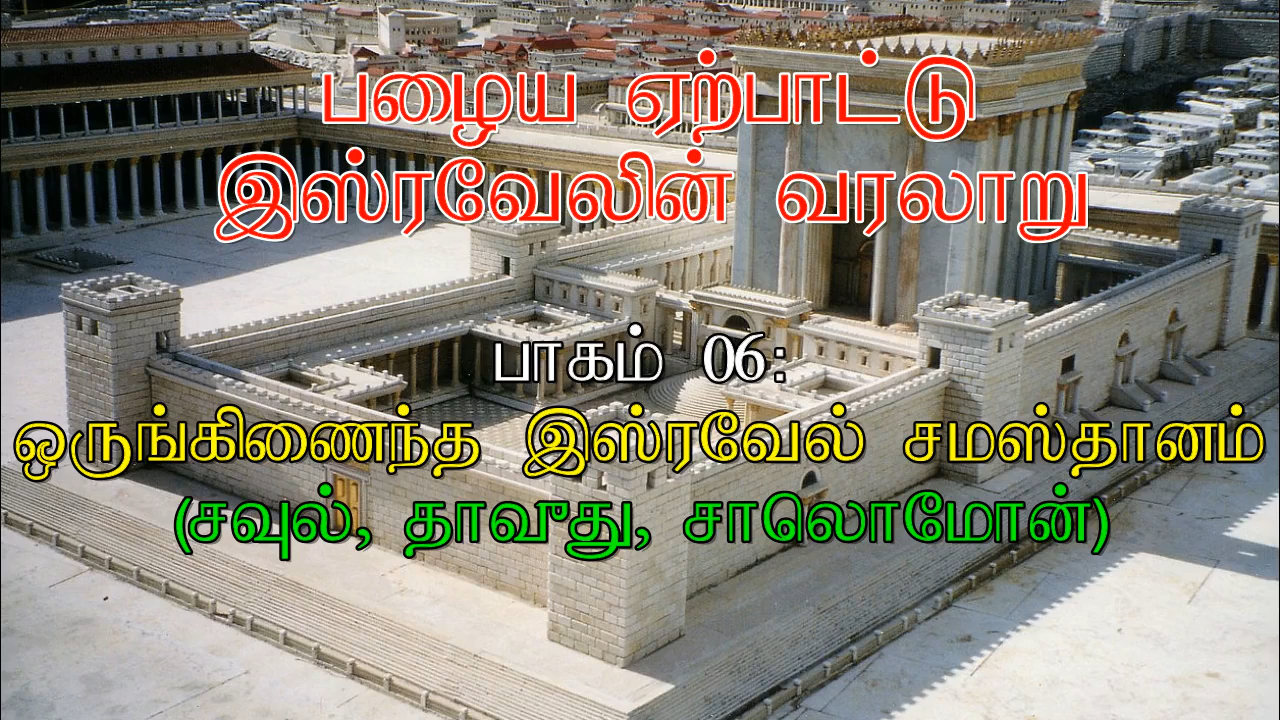 பழைய ஏற்பாட்டு
இஸ்ரவேலின் வரலாறு
பாகம் 06:
ஒருங்கிணைந்த இஸ்ரவேல் சமஸ்தானம்
(சவுல், தாவுது, சாலொமோன்)